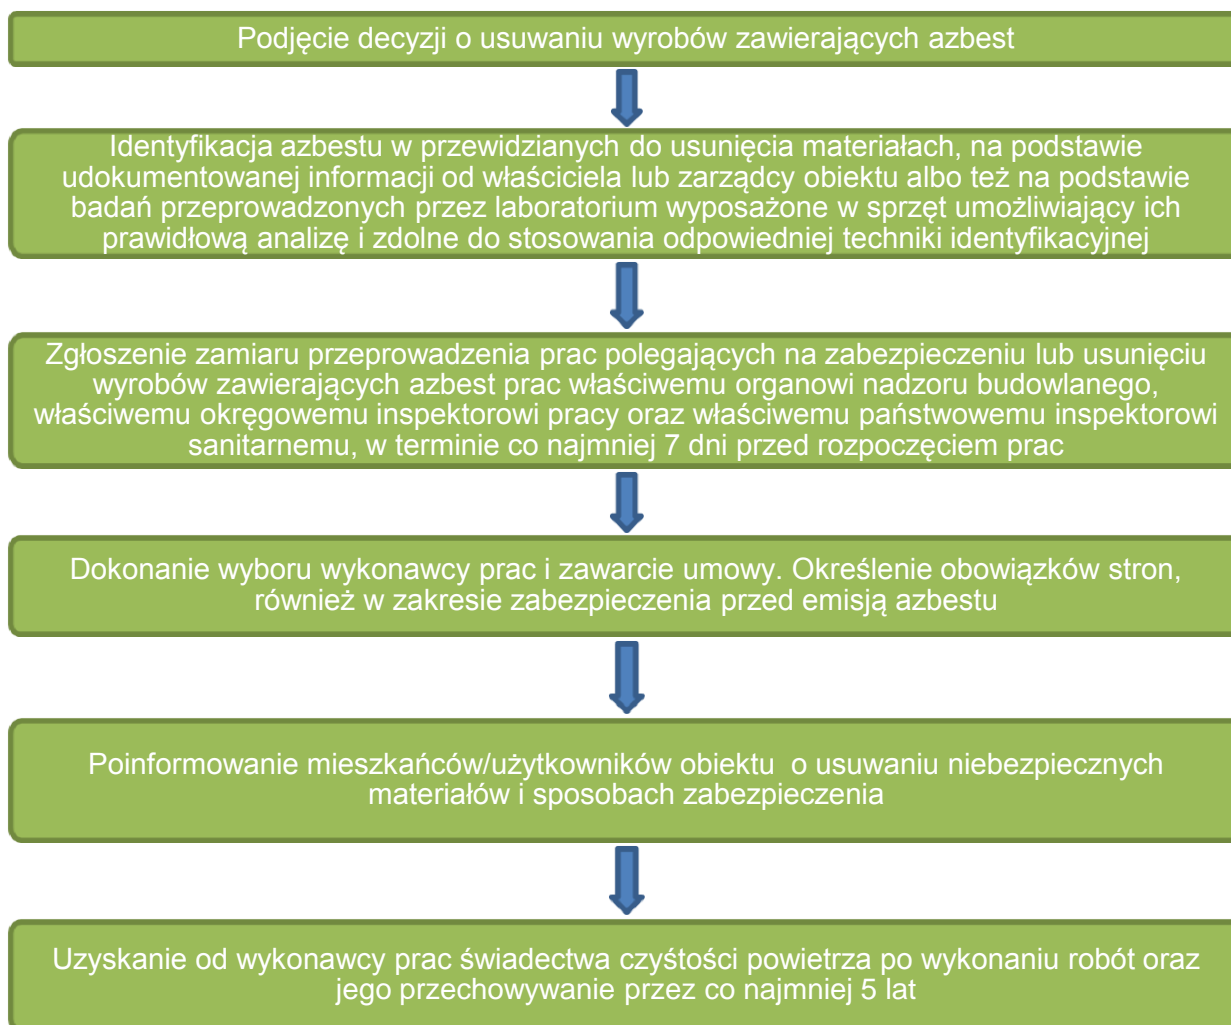 Podjęcie decyzji o usuwaniu wyrobów zawierających azbest
Identyfikacja azbestu w przewidzianych do usunięcia materiałach, na podstawie
udokumentowanej informacji od właściciela lub zarządcy obiektu albo też na podstawie
badań przeprowadzonych przez laboratorium wyposażone w sprzęt umożliwiający ich
prawidłową analizę i zdolne do stosowania odpowiedniej techniki identyfikacyjnej
Zgłoszenie zamiaru przeprowadzenia prac polegających na zabezpieczeniu lub usunięciu
wyrobów zawierających azbest prac właściwemu organowi nadzoru budowlanego,
właściwemu okręgowemu inspektorowi pracy oraz właściwemu państwowemu inspektorowi
sanitarnemu, w terminie co najmniej 7 dni przed rozpoczęciem prac
Dokonanie wyboru wykonawcy prac i zawarcie umowy. Określenie obowiązków stron,
również w zakresie zabezpieczenia przed emisją azbestu
Poinformowanie mieszkańców/użytkowników obiektu o usuwaniu niebezpiecznych
materiałów i sposobach zabezpieczenia
Uzyskanie od wykonawcy prac świadectwa czyśtości powietrza po wykonaniu robót oraz
jego przechowywanie przez co najmniej 5 lat